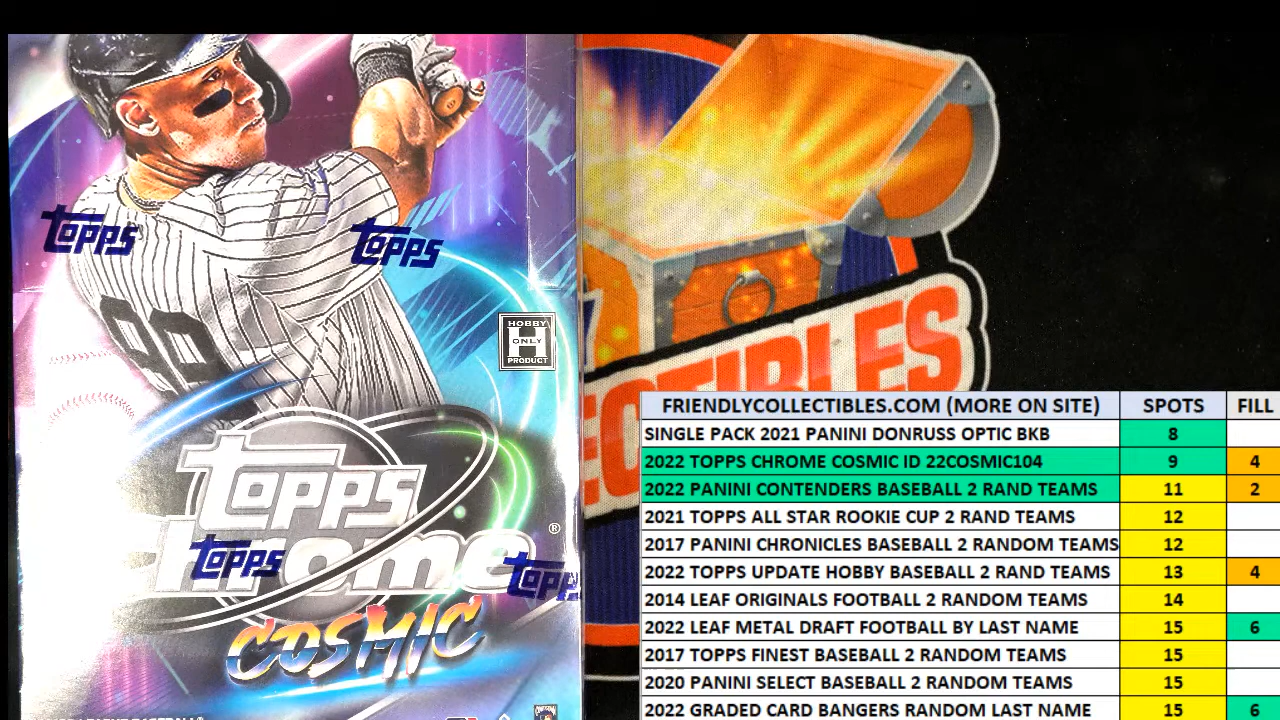 Topps
Topps
99
HOBBY
H
ONLY
PRODUCT
Topps
Chrome®
Topps
Topps
COSMIC
FRIENDLYCOLLECTIBLES.COM (MORE ON SITE) SPOTS FILL
SINGLE PACK 2021 PANINI DONRUSS OPTIC BKB 8
2022 TOPPS CHROME COSMIC ID 22COSMIC104 9 4
2022 PANINI CONTENDERS BASEBALL 2 RAND TEAMS 11 2
2021 TOPPS ALL STAR ROOKIE CUP 2 RAND TEAMS 12
2017 PANINI CHRONICLES BASEBALL 2 RANDOM TEAMS 12
2022 TOPPS UPDATE HOBBY BASEBALL 2 RAND TEAMS 13 4
2014 LEAF ORIGINALS FOOTBALL 2 RANDOM TEAMS 14
2022 LEAF METAL DRAFT FOOTBALL BY LAST NAME 15 6
2017 TOPPS FINEST BASEBALL 2 RANDOM TEAMS 15
2020 PANINI SELECT BASEBALL 2 RANDOM TEAMS 15
2022 GRADED CARD BANGERS RANDOM LAST NAME 15 6